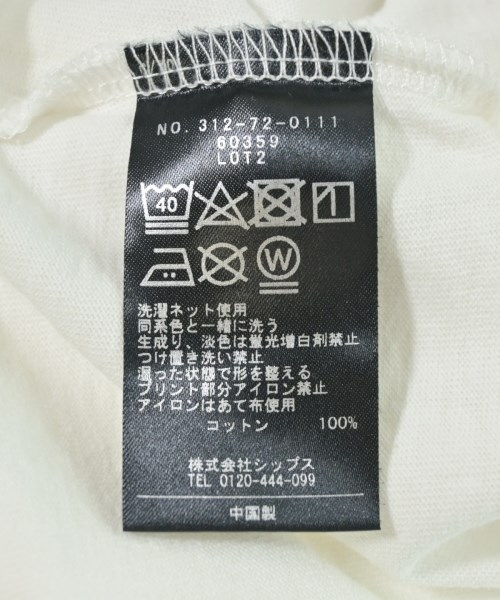 NO. 312-72-0111
60359
LOT2
40
W
洗濯ネット使用
同系色と一緒に洗う
生成り、淡色は蛍光増白剤禁止
つけ置き洗い禁止
湿った状態で形を整える
プリント部分アイロン禁止
アイロンはあて布使用
コットン 100%
株式会社シップス
TEL 0120-444-099
中国製